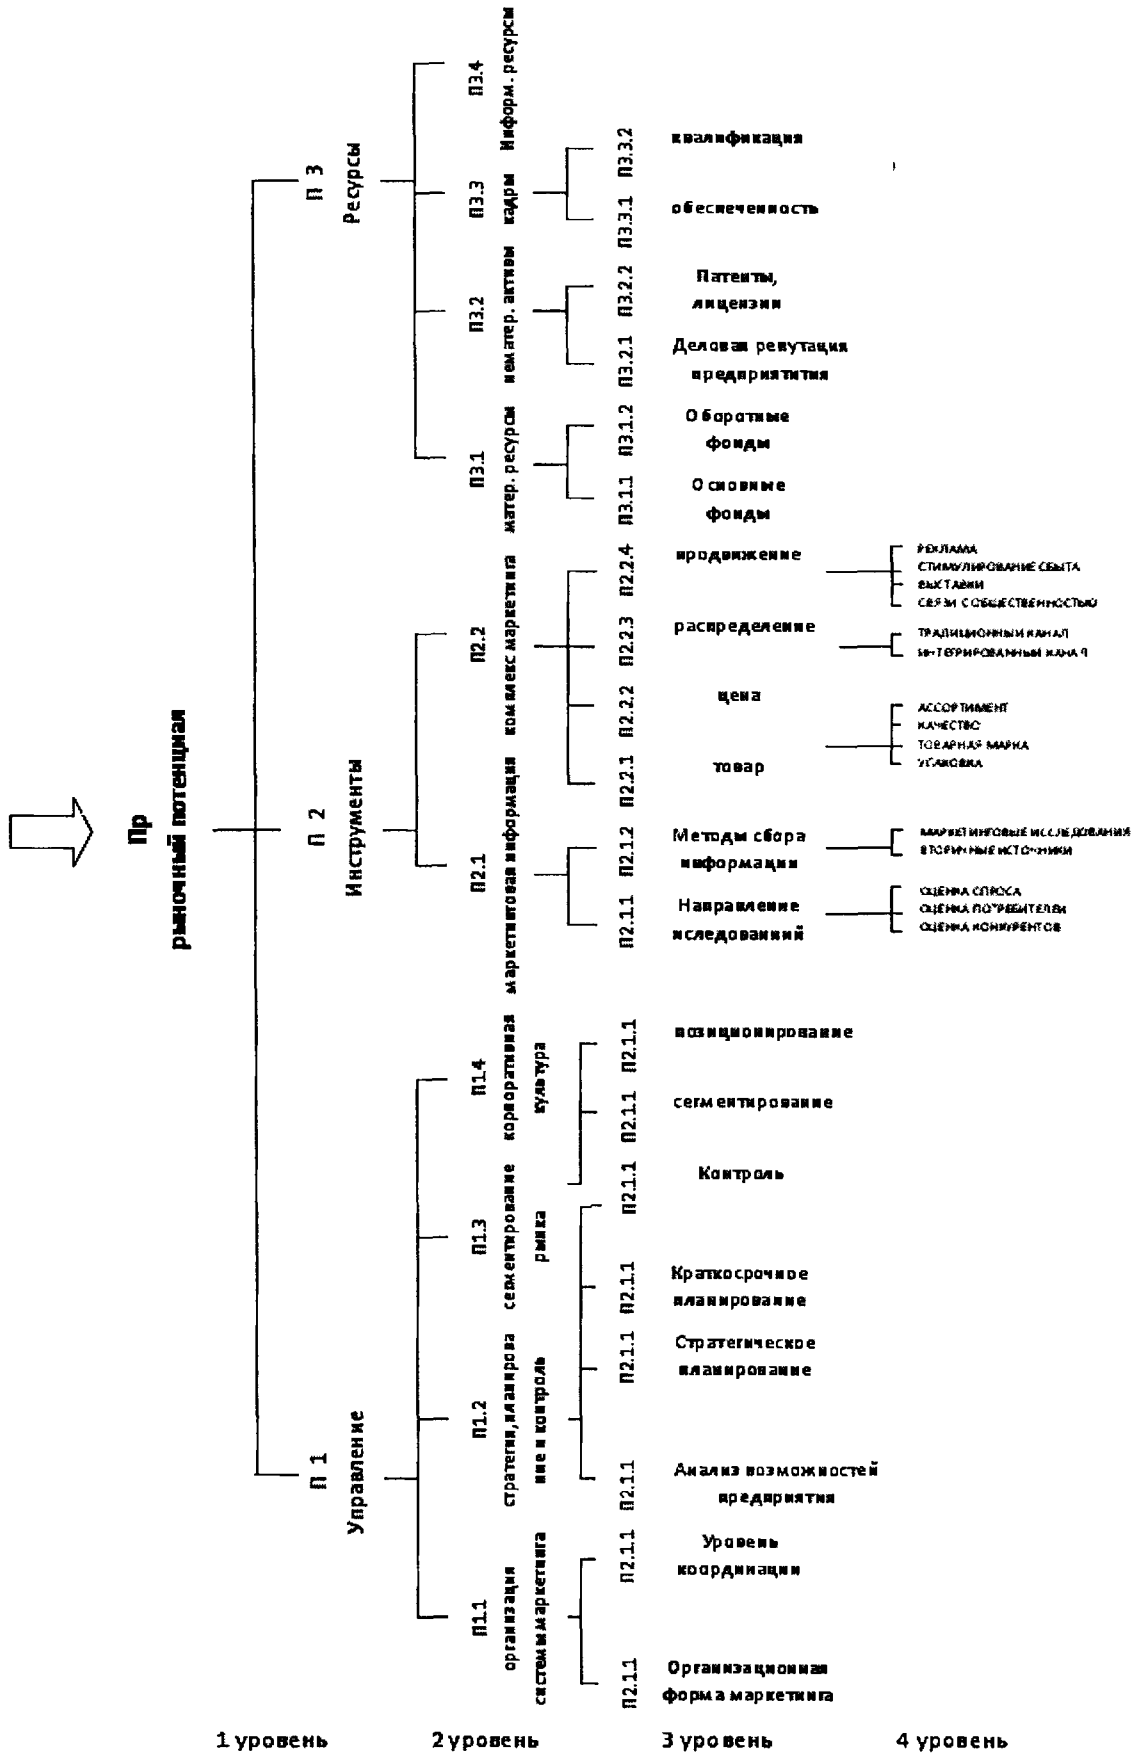 Пр
рыночный потенциал
П 1
Управление
П 2
Инструменты
П 3
Ресурсы
П1.1
организация
системы маркетинга
П1.2
стратегии, планирова
ние и контроль
П1.3
сегментирование
рынка
П1.4
корпоративная
культура
П2.1
маркетинговая информация
П2.2
комплекс маркетинга
П3.1
матер. ресурсы
П3.2
нематер. активы
П3.3
кадры
П3.4
Информ. ресурсы
П2.1.1
Организационная
форма маркетинга
П2.1.1
Уровень
координации
П2.1.1
Анализ возможностей
предприятия
П2.1.1
Стратегическое
планирование
П2.1.1
Краткосрочное
планирование
П2.1.1
Контроль
П2.1.1
сегментирование
П2.1.1
позиционирование
П2.1.1
Направление
иследованний
П2.1.2
Методы сбора
информации
П2.2.1
товар
П2.2.2
цена
П2.2.3
распределение
П2.2.4
продвижение
П3.1.1
Основные
фонды
П3.1.2
Оборотные
фонды
П3.2.1
Деловая репутация
предприятития
П3.2.2
Патенты,
лицензии
П3.3.1
обеспеченность
П3.3.2
квалификация
РЕКЛАМА
СТИМУЛИРОВАНИЕ СБЫТА
ВЫСТАВКИ
СВЯЗИ С ОБЩЕСТВЕННОСТЬЮ
ТРАДИЦИОННЫЙ КАНАЛ
ИНТЕГРИРОВАННЫЙ КАНАЛ
АССОРТИМЕНТ
КАЧЕСТВО
ТОВАРНАЯ МАРКА
УПАКОВКА
МАРКЕТИНГОВЫЕ ИССЛЕДОВАНИЯ
ВТОРИЧНЫЕ ИСТОЧНИКИ
ОЦЕНКА СПРОСА
ОЦЕНКА ПОТРЕБИТЕЛЕЙ
ОЦЕНКА КОНКУРЕНТОВ
1 уровень
2 уровень
3 уровень
4 уровень